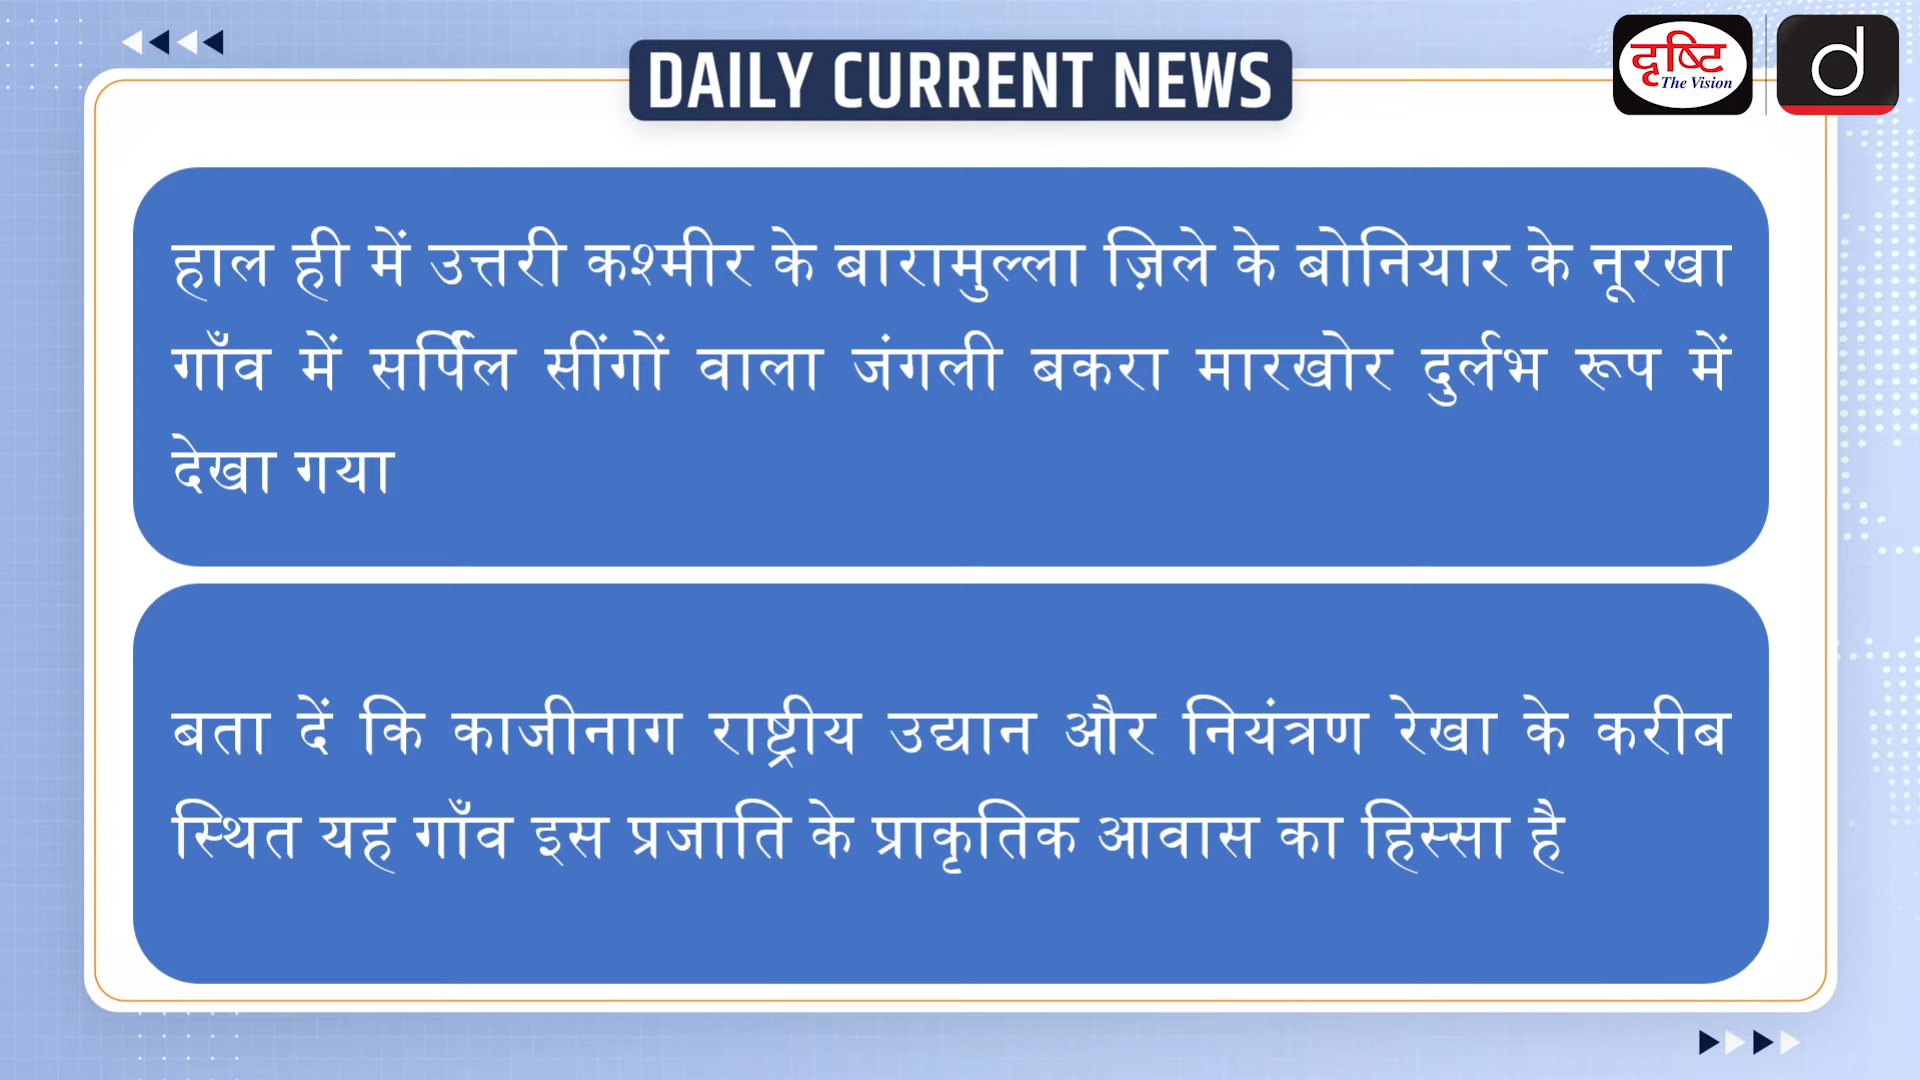 DAILY CURRENT NEWS
दृष्टि
The Vision
d
हाल ही में उत्तरी कश्मीर के बारामुल्ला ज़िले के बोनियार के नूरखा
गाँव में सर्पिल सींगों वाला जंगली बकरा मारखोर दुर्लभ रूप में
देखा गया
बता दें कि काजीनाग राष्ट्रीय उद्यान और नियंत्रण रेखा के करीब
स्थित यह गाँव इस प्रजाति के प्राकृतिक आवास का हिस्सा है